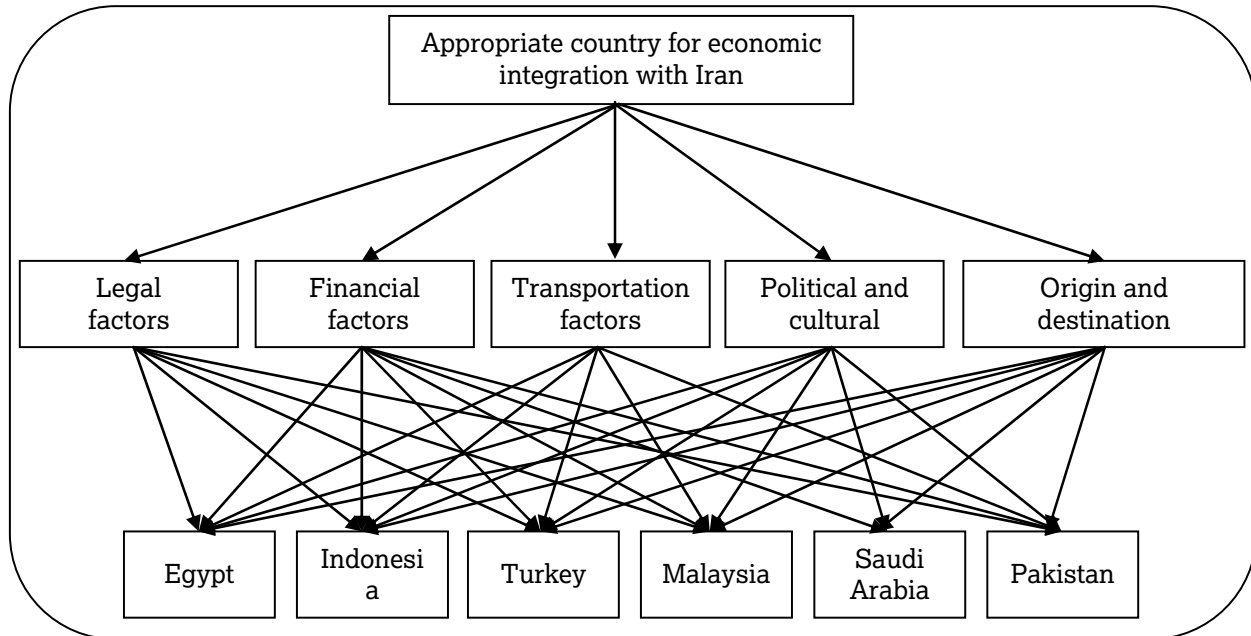 Appropriate country for economic
integration with Iran
Legal
factors
Financial
factors
Transportation
factors
Political and
cultural
Origin and
destination
Egypt
Indonesi
a
Turkey
Malaysia
Saudi
Arabia
Pakistan